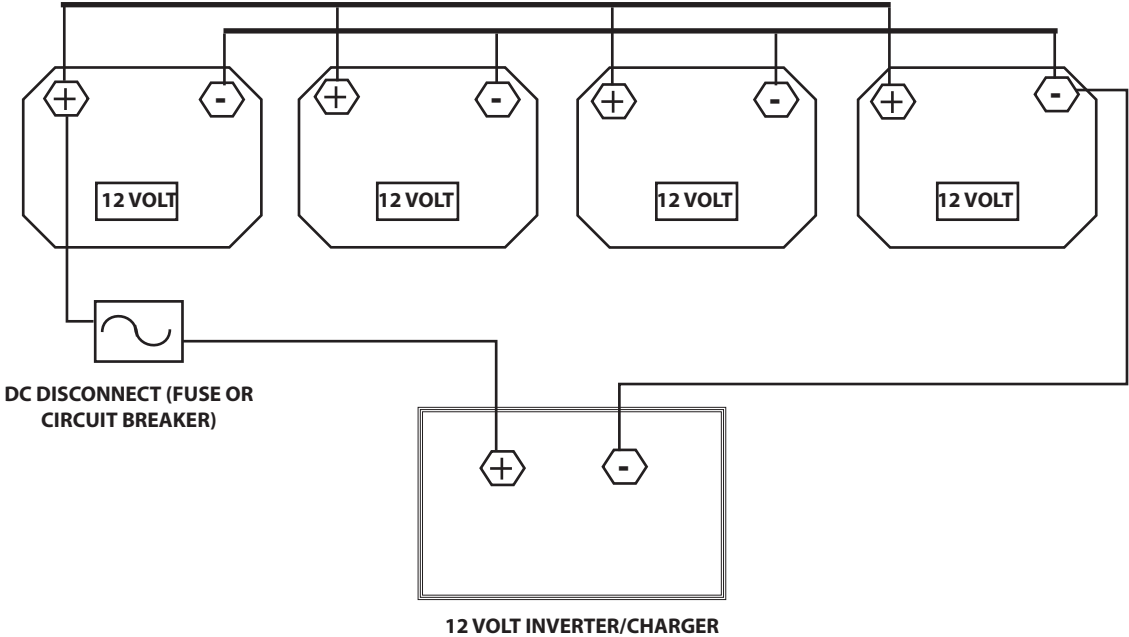 + - + - + - + -
12 VOLT 12 VOLT 12 VOLT 12 VOLT
DC DISCONNECT (FUSE OR
CIRCUIT BREAKER)
+ -
12 VOLT INVERTER/CHARGER